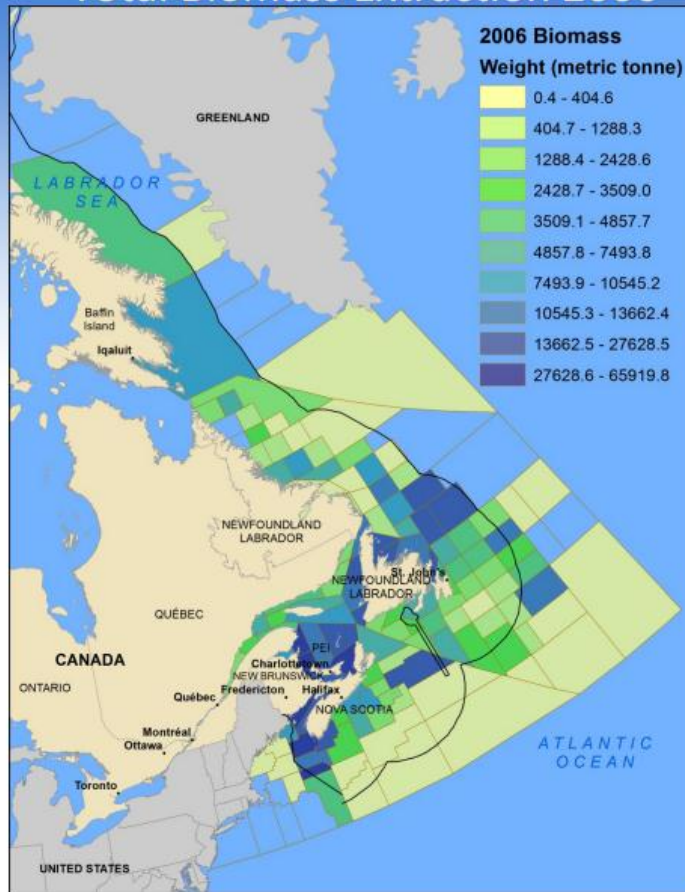 Total Biomass Extraction 2006
2006 Biomass
Weight (metric tonne)
0.4 - 404.6
404.7 - 1288.3
1288.4 - 2428.6
2428.7 - 3509.0
3509.1 - 4857.7
4857.8 - 7493.8
7493.9 - 10545.2
10545.3 - 13662.4
13662.5 - 27628.5
27628.6 - 65919.8
GREENLAND
LABRADOR
SEA
Baffin
Island
Iqaluit
NEWFOUNDLAND
LABRADOR
St. John's
NEWFOUNDLAND
LABRADOR
QUÉBEC
CANADA
PEI
Charlottetown
NEW BRUNSWICK
ONTARIO
Québec
Fredericton
Halifax
NOVA SCOTIA
Montréal
Ottawa
ATLANTIC
OCEAN
Toronto
UNITED STATES